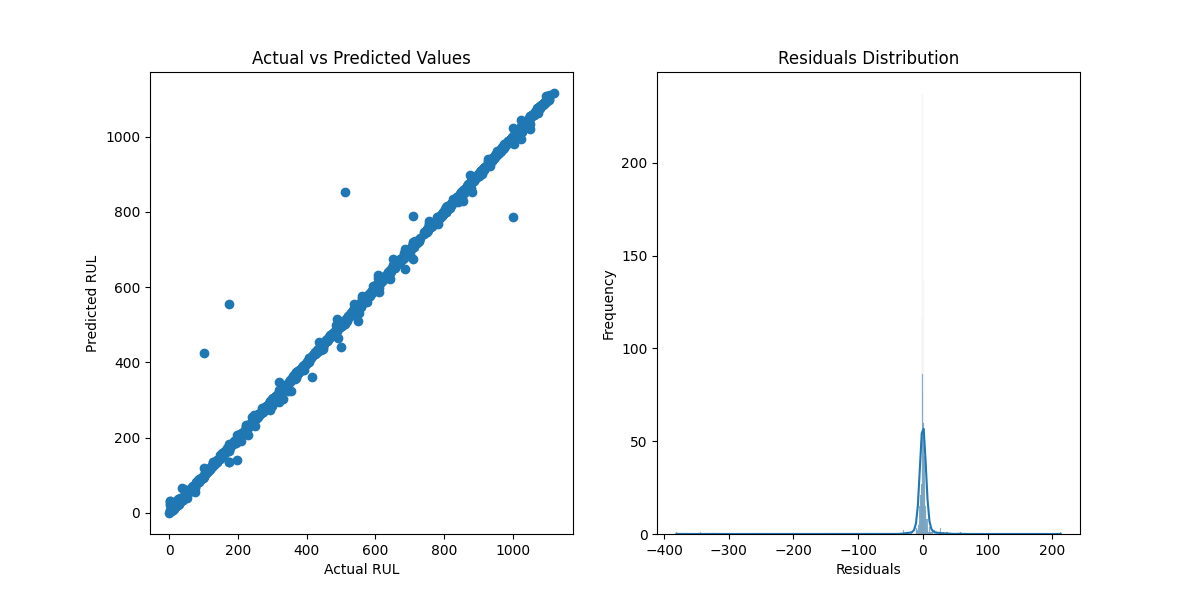 Actual vs Predicted Values
Predicted RUL
1000
800
600
400
200
0
0 200 400 600 800 1000
Actual RUL
Residuals Distribution
Frequency
200
150
100
50
0
−400 −300 −200 −100 0 100 200
Residuals